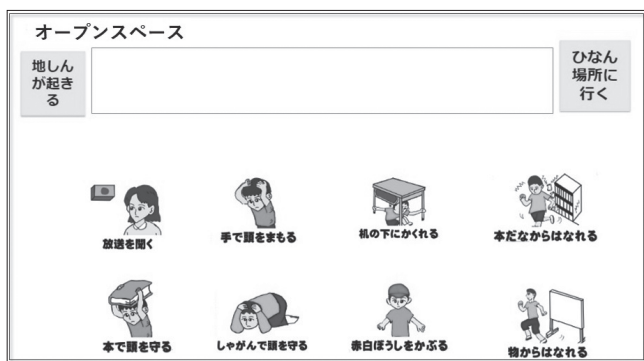 オープンスペース
地しん
が起き
る
ひなん
場所に
行く
放送を聞く
手で頭をまもる
机の下にかくれる
本だなからはなれる
本で頭を守る
しゃがんで頭を守る
赤白ぼうしをかぶる
物からはなれる